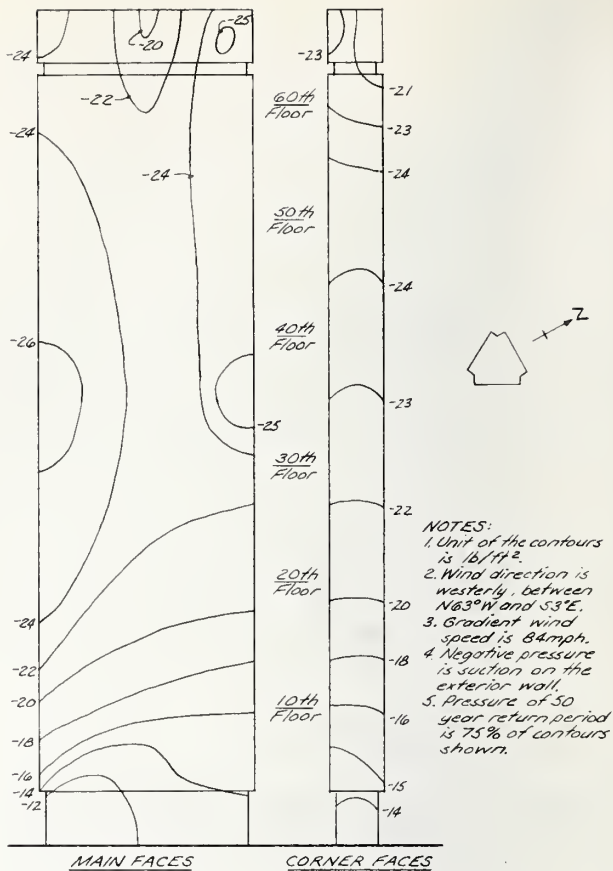 -24
-20
-25
-22
-24
-24
-26
-25
-24
-22
-20
-18
-16
-14
-12
MAIN FACES
60th
Floor
50th
Floor
40th
Floor
30th
Floor
20th
Floor
10th
Floor
-23
-21
-23
-24
-24
-23
-22
-20
-18
-16
-15
-14
CORNER FACES
Z
NOTES:
1. Unit of the contours
is lb/ft².
2. Wind direction is
westerly, between
N63°W and S3°E.
3. Gradient wind
speed is 84mph.
4. Negative pressure
is suction on the
exterior wall.
5. Pressure of 50
year return period
is 75% of contours
shown.